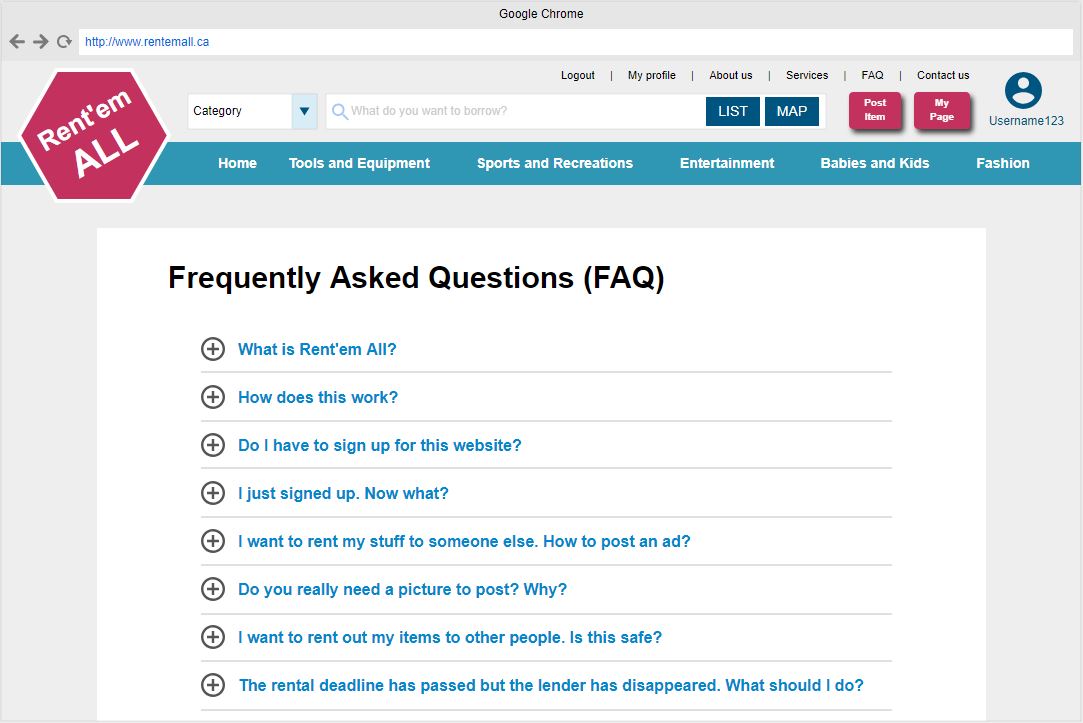 Google Chrome
http://www.rentemall.ca
Logout | My profile | About us | Services | FAQ | Contact us
Rent'em
ALL
Category
What do you want to borrow?
LIST
MAP
Post
Item
My
Page
Username123
Home
Tools and Equipment
Sports and Recreations
Entertainment
Babies and Kids
Fashion
Frequently Asked Questions (FAQ)
What is Rent'em All?
How does this work?
Do I have to sign up for this website?
I just signed up. Now what?
I want to rent my stuff to someone else. How to post an ad?
Do you really need a picture to post? Why?
I want to rent out my items to other people. Is this safe?
The rental deadline has passed but the lender has disappeared. What should I do?